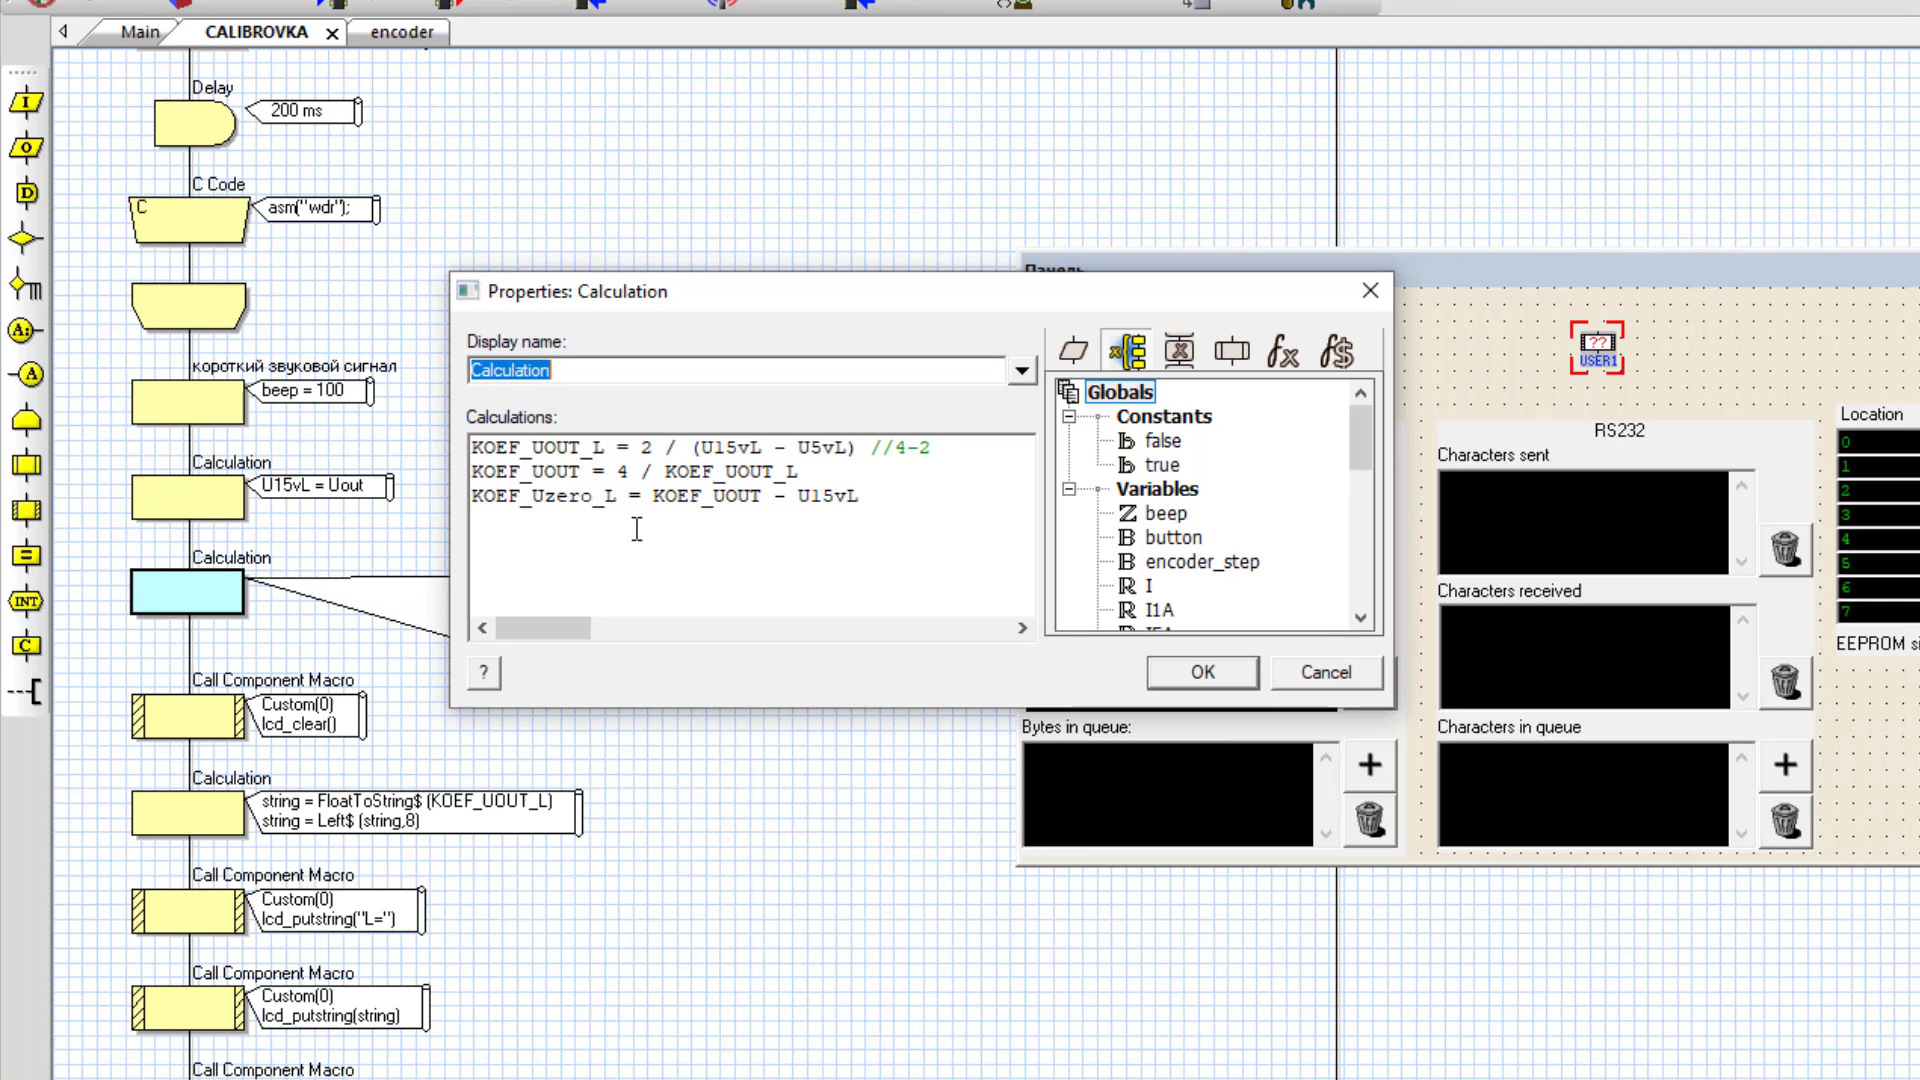 Main
CALIBROVKA
encoder
Delay
200 ms
C Code
C
asm("wdr");
короткий звуковой сигнал
beep = 100
Calculation
U15vL = Uout
Calculation
Call Component Macro
Custom(0)
lcd_clear()
Calculation
string = FloatToString$ (KOEF_UOUT_L)
string = Left$ (string,8)
Call Component Macro
Custom(0)
lcd_putstring("L=")
Call Component Macro
Custom(0)
lcd_putstring(string)
Call Component Macro
I
O
D
A:
A
INT
C
Properties: Calculation
Display name:
Calculation
Calculations:
KOEF_UOUT_L = 2 / (U15vL - U5vL) //4-2
KOEF_UOUT = 4 / KOEF_UOUT_L
KOEF_Uzero_L = KOEF_UOUT - U15vL
Globals
Constants
false
true
Variables
beep
button
encoder_step
I
I1A
?
OK
Cancel
??
USER1
RS232
Characters sent
Characters received
Bytes in queue:
Characters in queue
Location
0
1
2
3
4
5
6
7
EEPROM si